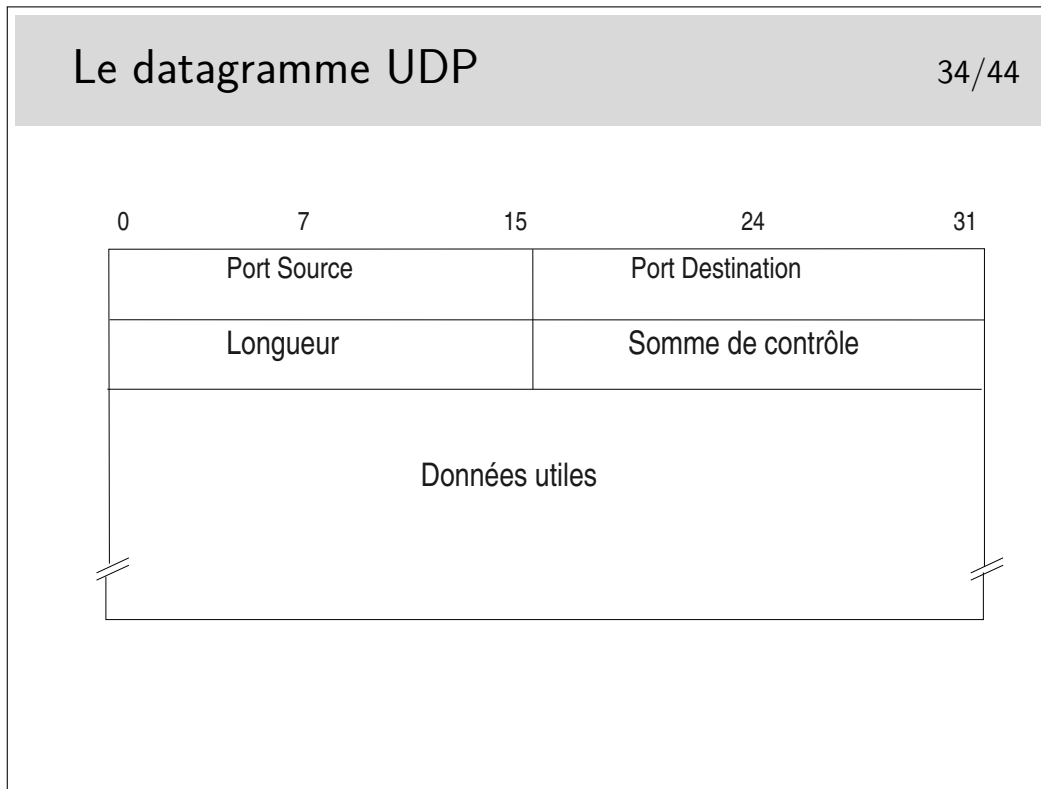 Le datagramme UDP 34/44
0 7 15 24 31
Port Source Port Destination
Longueur Somme de contrôle
Données utiles